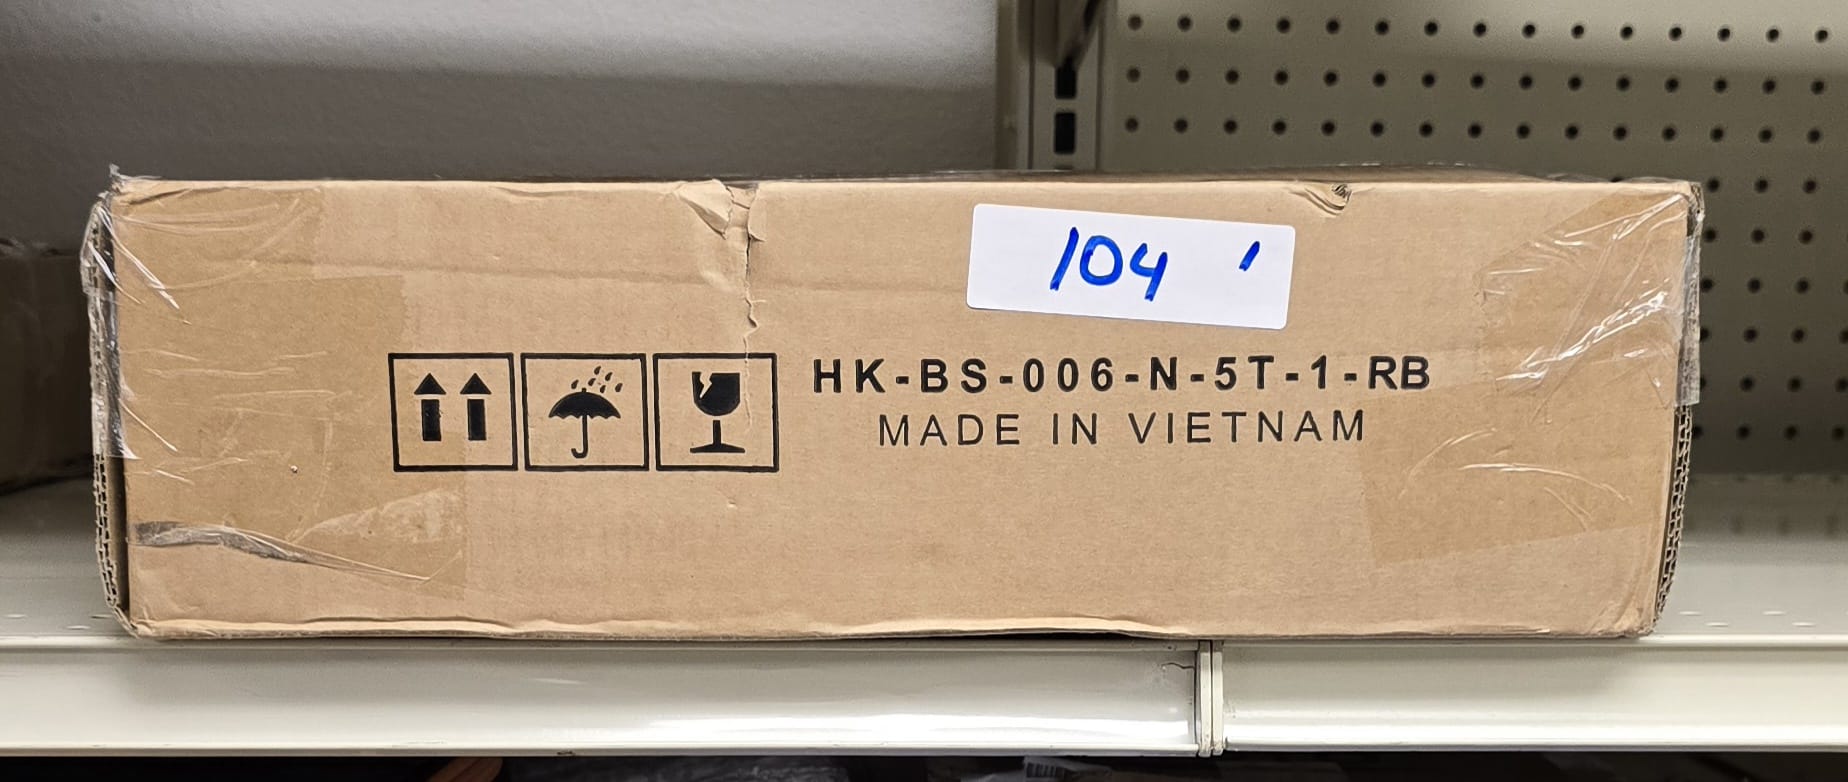 104 '
HK-BS-006-N-5T-1-RB
MADE IN VIETNAM